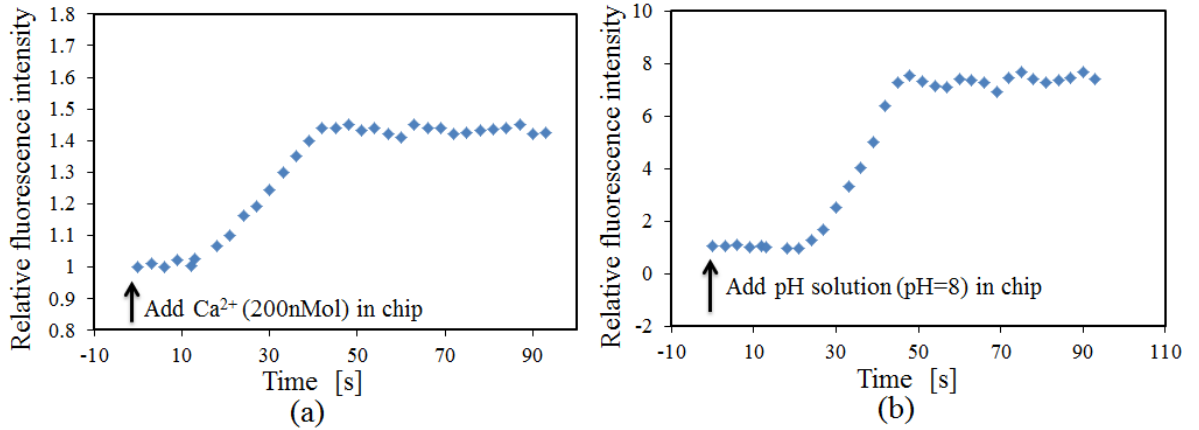 Relative fluorescence intensity
1.8
1.7
1.6
1.5
1.4
1.3
1.2
1.1
1
0.9
0.8
Add Ca²⁺ (200nMol) in chip
-10 10 30 50 70 90
Time [s]
(a)
Relative fluorescence intensity
10
8
6
4
2
0
-2
Add pH solution (pH=8) in chip
-10 10 30 50 70 90 110
Time [s]
(b)